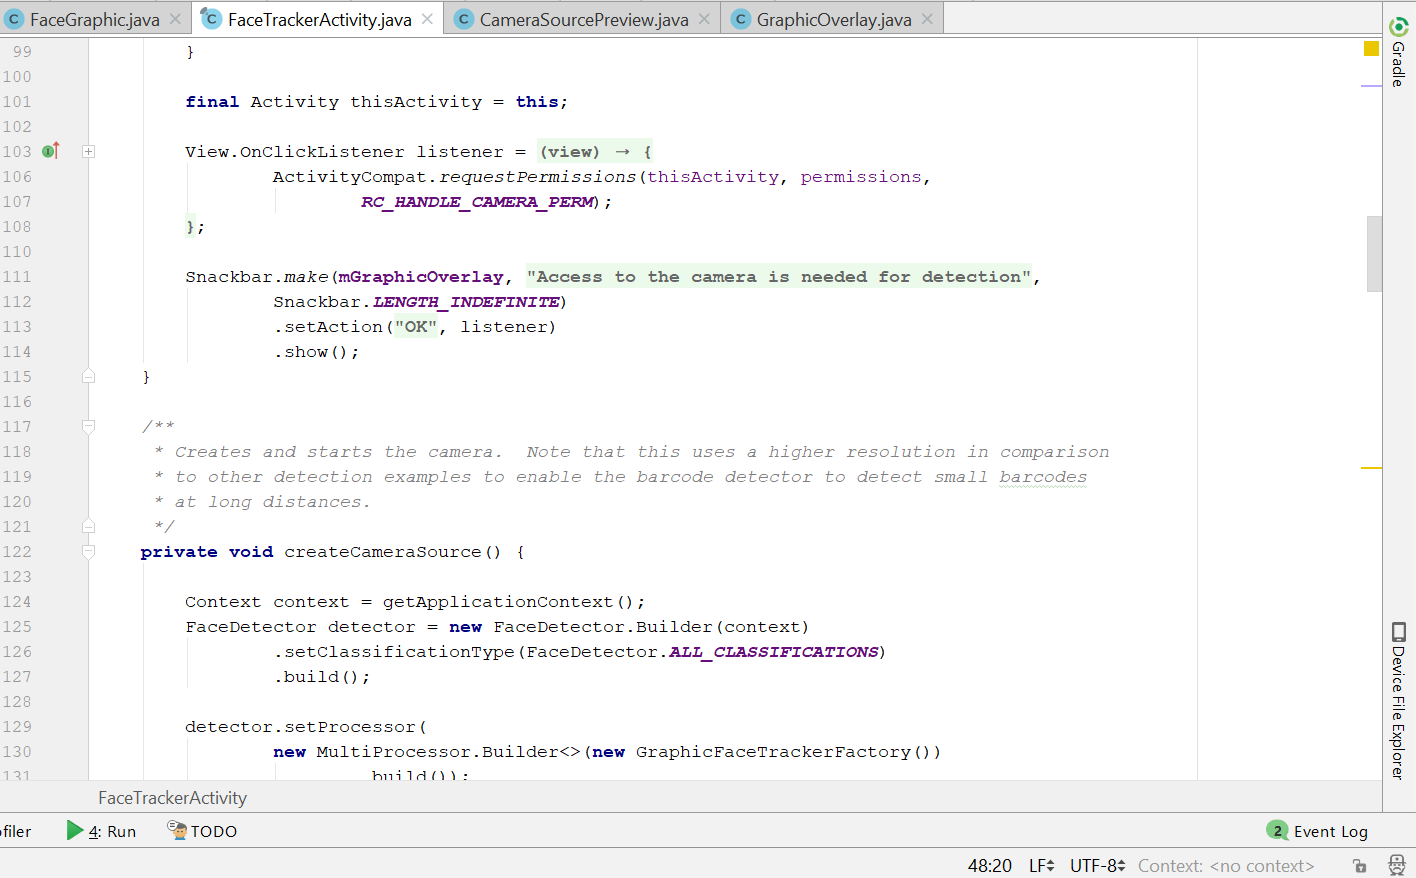 FaceGraphic.java FaceTrackerActivity.java CameraSourcePreview.java GraphicOverlay.java
99 }
100
101 final Activity thisActivity = this;
102
103 View.OnClickListener listener = (view) → {
106 ActivityCompat.requestPermissions(thisActivity, permissions,
107 RC_HANDLE_CAMERA_PERM);
108 };
110
111 Snackbar.make(mGraphicOverlay, "Access to the camera is needed for detection",
112 Snackbar.LENGTH_INDEFINITE)
113 .setAction("OK", listener)
114 .show();
115 }
116
117 /**
118 * Creates and starts the camera.  Note that this uses a higher resolution in comparison
119 * to other detection examples to enable the barcode detector to detect small barcodes
120 * at long distances.
121 */
122 private void createCameraSource() {
123
124 Context context = getApplicationContext();
125 FaceDetector detector = new FaceDetector.Builder(context)
126 .setClassificationType(FaceDetector.ALL_CLASSIFICATIONS)
127 .build();
128
129 detector.setProcessor(
130 new MultiProcessor.Builder<>(new GraphicFaceTrackerFactory())
131 build());
Gradle
Device File Explorer
FaceTrackerActivity
filer 4: Run TODO 2 Event Log
48:20 LF UTF-8 Context: <no context>